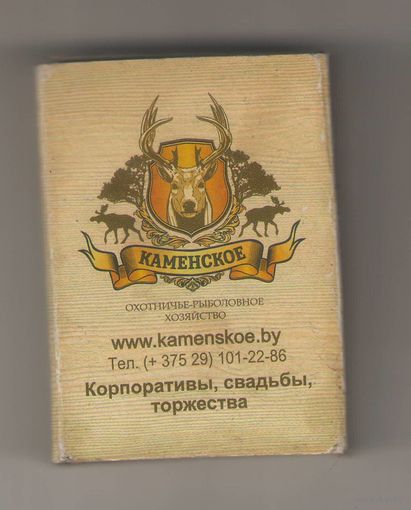 КАМЕНСКОЕ
ОХОТНИЧЬЕ-РЫБОЛОВНОЕ
ХОЗЯЙСТВО
www.kamenskoe.by
Тел. (+ 375 29) 101-22-86
Корпоративы, свадьбы,
торжества